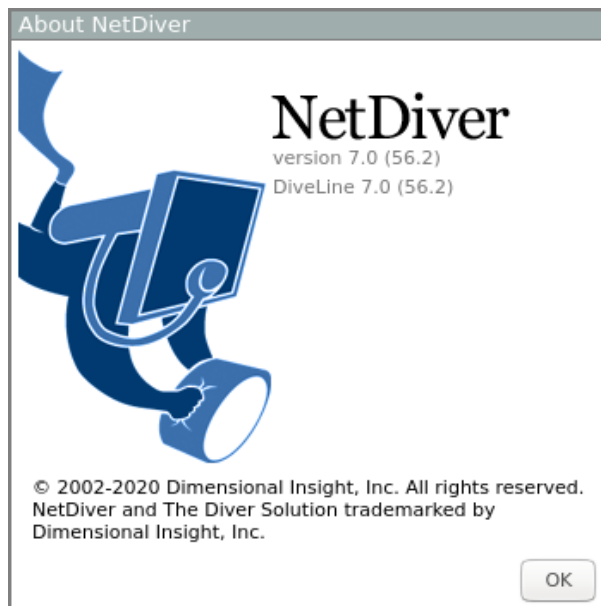 About NetDiver
NetDiver
version 7.0 (56.2)
DiveLine 7.0 (56.2)
© 2002-2020 Dimensional Insight, Inc. All rights reserved.
NetDiver and The Diver Solution trademarked by
Dimensional Insight, Inc.
OK